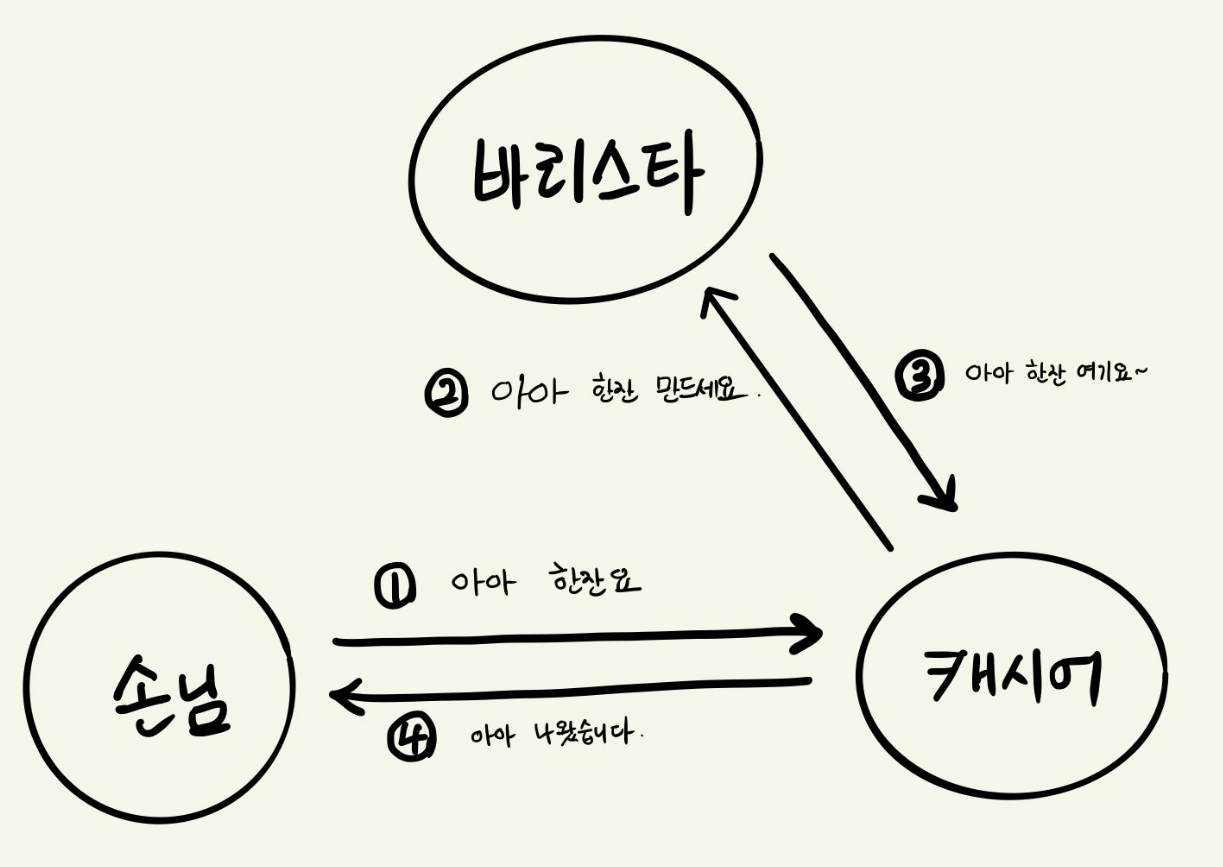 바리스타
② 아아 한잔 만드세요.
③ 아아 한잔 여기요~
① 아아 한잔요
손님
캐시어
④ 아아 나왔습니다.